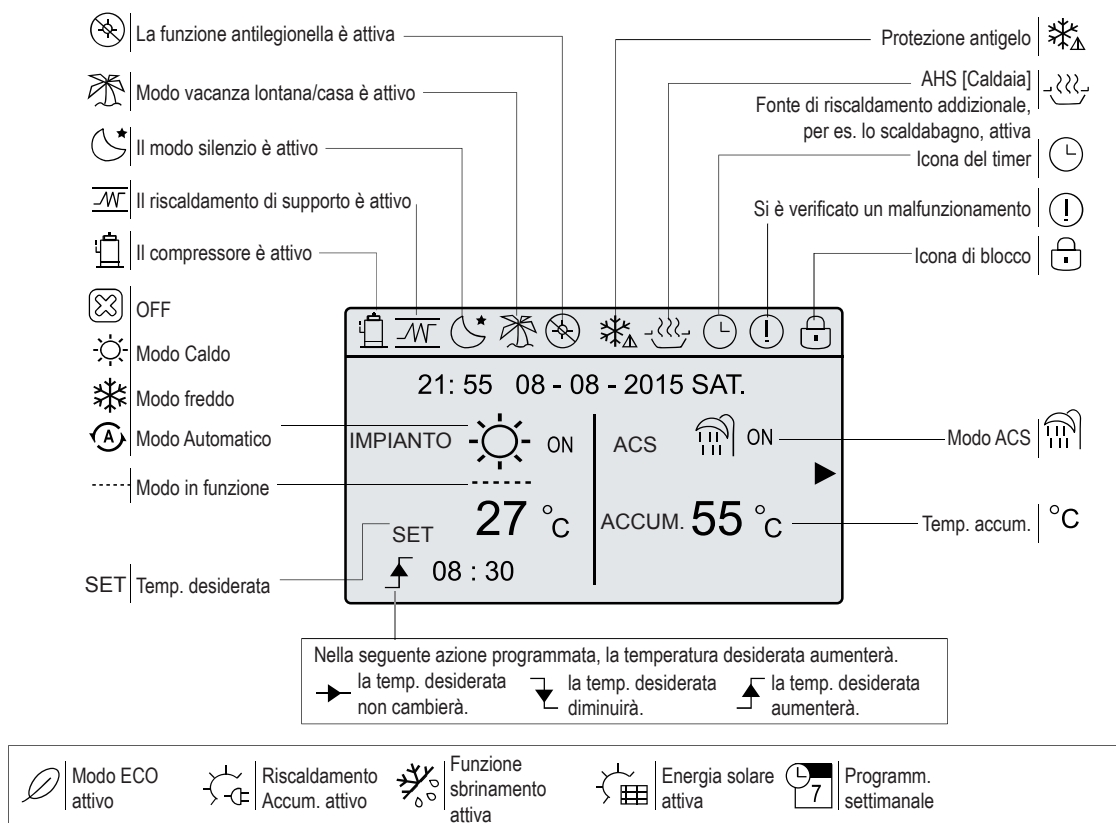 La funzione antilegionella è attiva
Modo vacanza lontana/casa è attivo
Il modo silenzio è attivo
Il riscaldamento di supporto è attivo
Il compressore è attivo
OFF
Modo Caldo
Modo freddo
A
Modo Automatico
Modo in funzione
SET
Temp. desiderata
Protezione antigelo
AHS [Caldaia]
Fonte di riscaldamento addizionale,
per es. lo scaldabagno, attiva
Icona del timer
Si è verificato un malfunzionamento
Icona di blocco
Modo ACS
Temp. accum.
°C
21: 55 08 - 08 - 2015 SAT.
IMPIANTO
ON
ACS
ON
27 °C
SET
08 : 30
ACCUM. 55 °C
Nella seguente azione programmata, la temperatura desiderata aumenterà.
la temp. desiderata
non cambierà.
la temp. desiderata
diminuirà.
la temp. desiderata
aumenterà.
Modo ECO
attivo
Riscaldamento
Accum. attivo
Funzione
sbrinamento
attiva
Energia solare
attiva
7
Programm.
settimanale